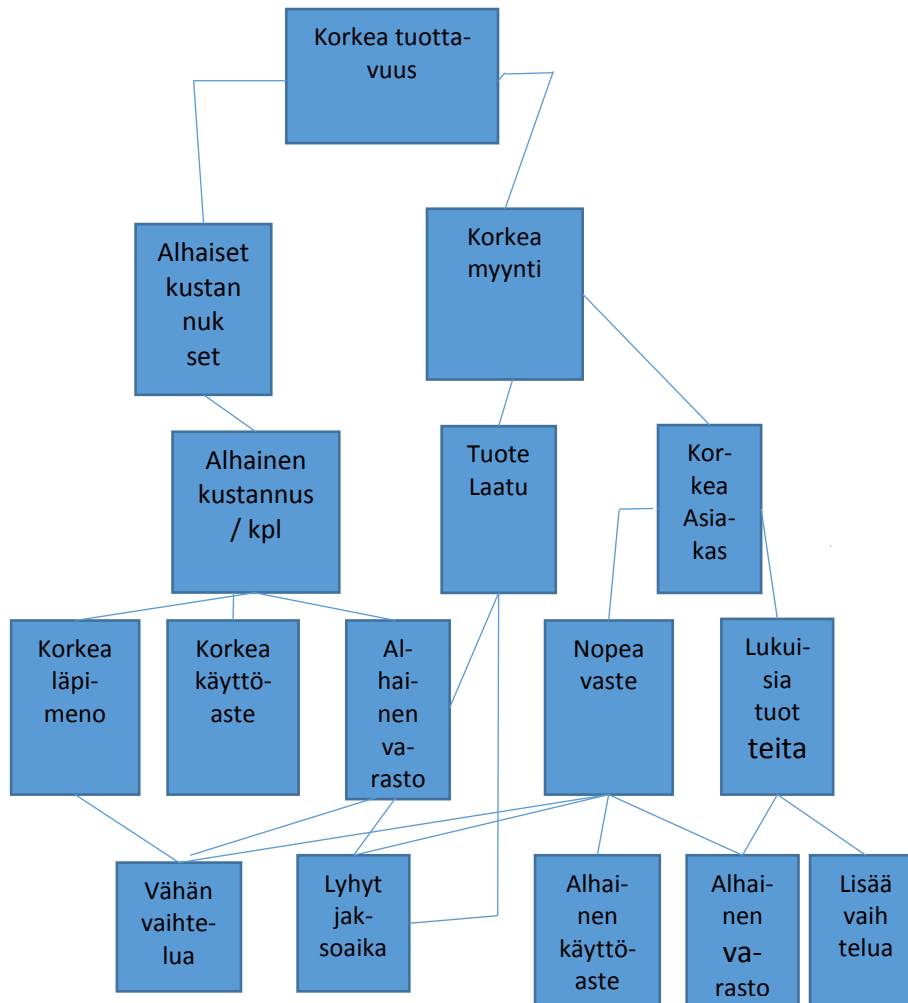 Korkea tuotta-
vuus
Alhaiset
kustan
nuk
set
Korkea
myynti
Alhainen
kustannus
/ kpl
Tuote
Laatu
Kor-
kea
Asia-
kas
Korkea
läpi-
meno
Korkea
käyttö-
aste
Al-
hai-
nen
va-
rasto
Nopea
vaste
Lukui-
sia
tuot
teita
Vähän
vaihte-
lua
Lyhyt
jak-
soaika
Alhai-
nen
käyttö-
aste
Alhai-
nen
va-
rasto
Lisää
vaih
telua